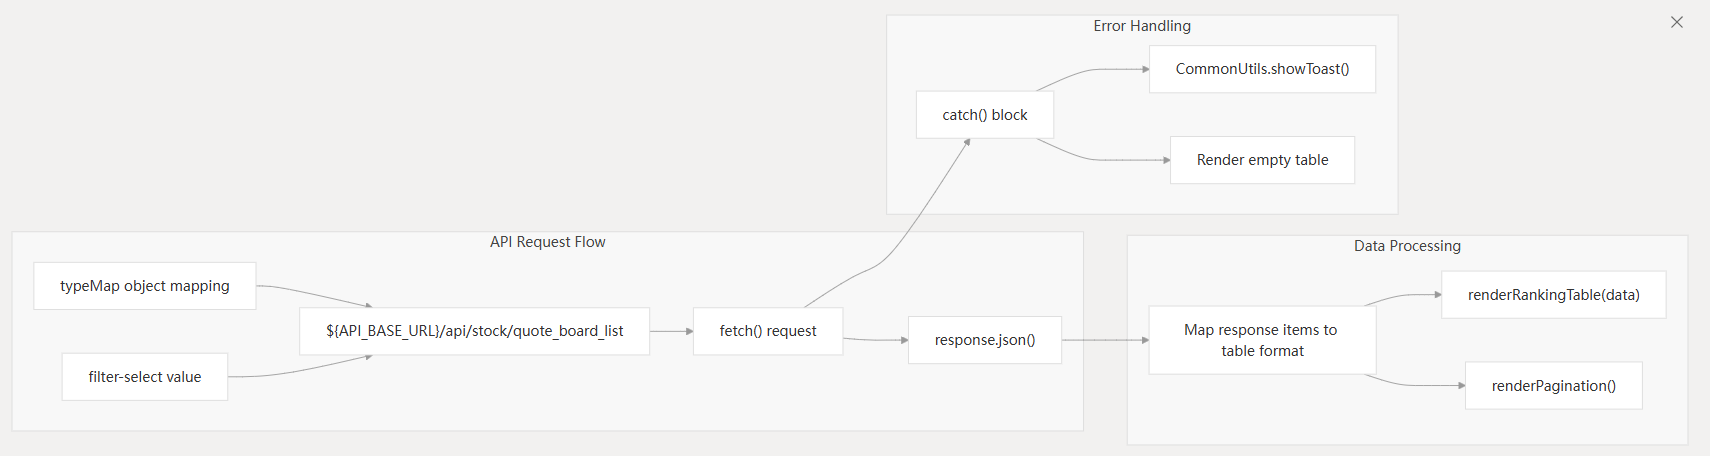 Error Handling
CommonUtils.showToast()
catch() block
Render empty table
API Request Flow
typeMap object mapping
${API_BASE_URL}/api/stock/quote_board_list
filter-select value
fetch() request
response.json()
Data Processing
Map response items to
table format
renderRankingTable(data)
renderPagination()